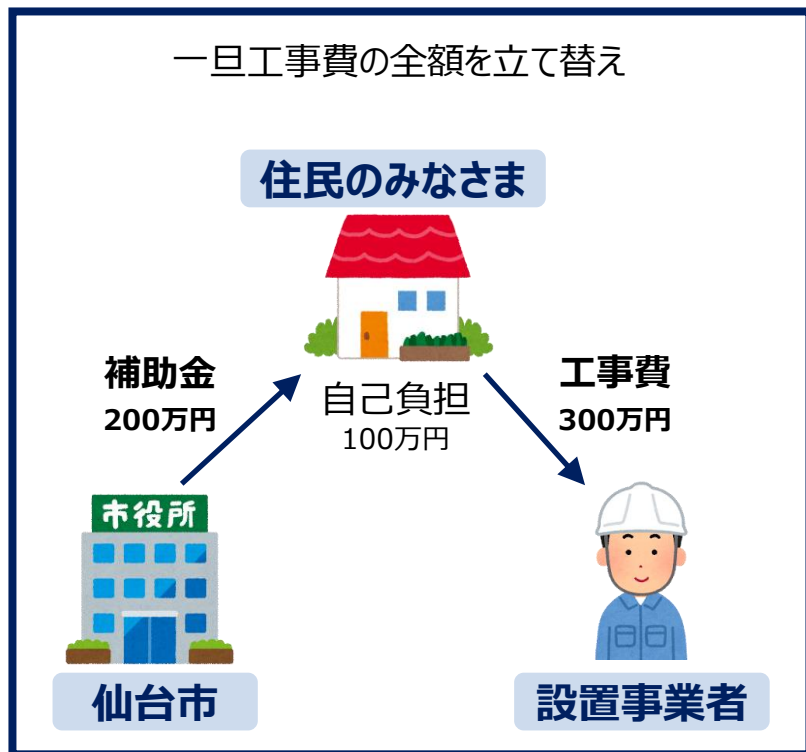 一旦工事費の全額を立て替え
住民のみなさま
補助金
200万円
自己負担
100万円
工事費
300万円
市役所
仙台市
設置事業者